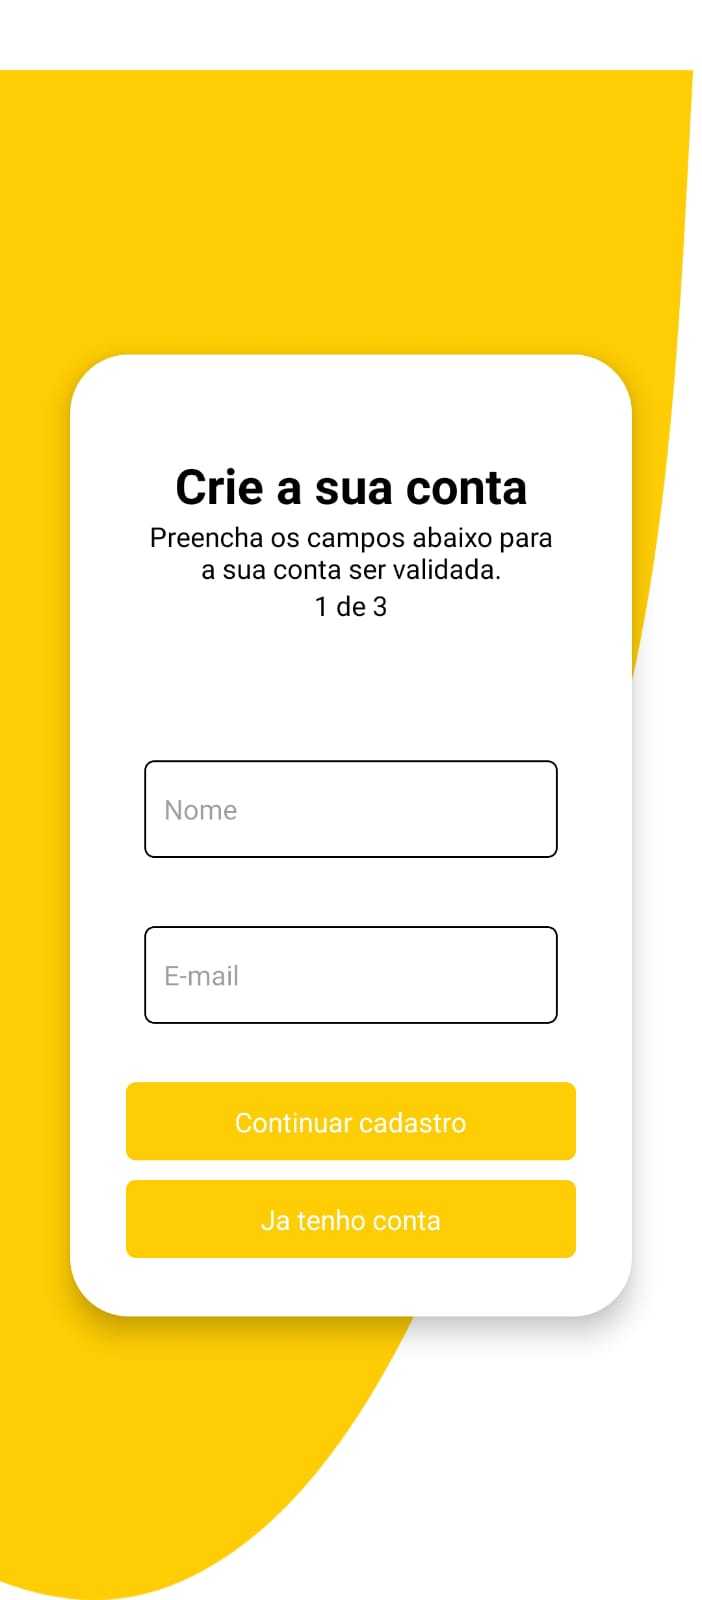 Crie a sua conta
Preencha os campos abaixo para
a sua conta ser validada.
1 de 3
Nome
E-mail
Continuar cadastro
Ja tenho conta